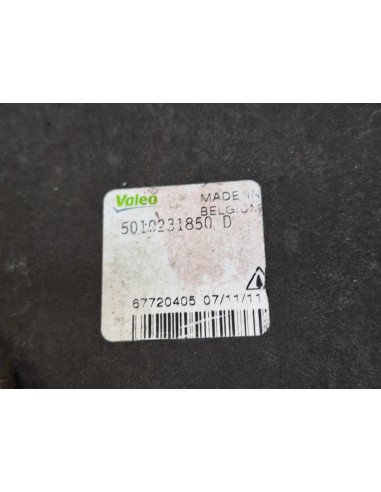 Valeo
MADE IN
BELGIUM
5010231850 D
67720405 07/11/11